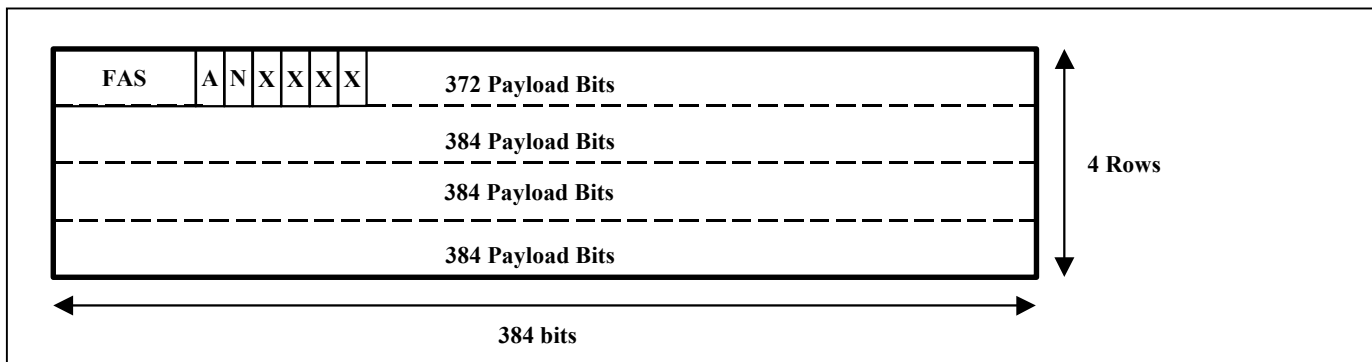 FAS A N X X X X 372 Payload Bits
384 Payload Bits
384 Payload Bits
384 Payload Bits
4 Rows
384 bits